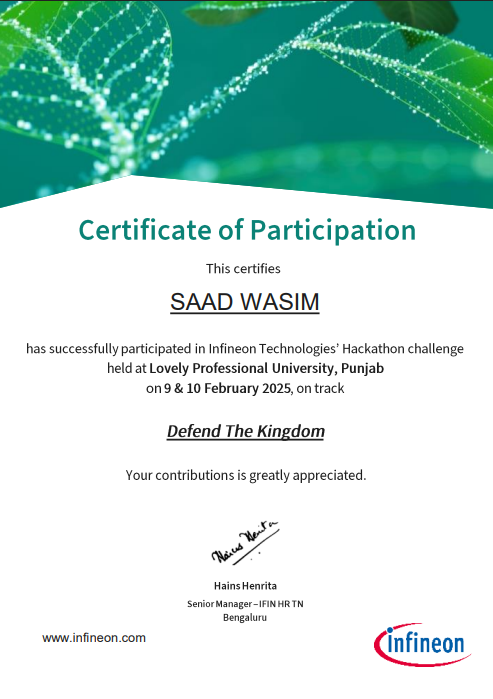 Certificate of Participation
This certifies
SAAD WASIM
has successfully participated in Infineon Technologies’ Hackathon challenge
held at Lovely Professional University, Punjab
on 9 & 10 February 2025, on track
Defend The Kingdom
Your contributions is greatly appreciated.
Hains Henrita
Hains Henrita
Senior Manager – IFIN HR TN
Bengaluru
www.infineon.com
infineon